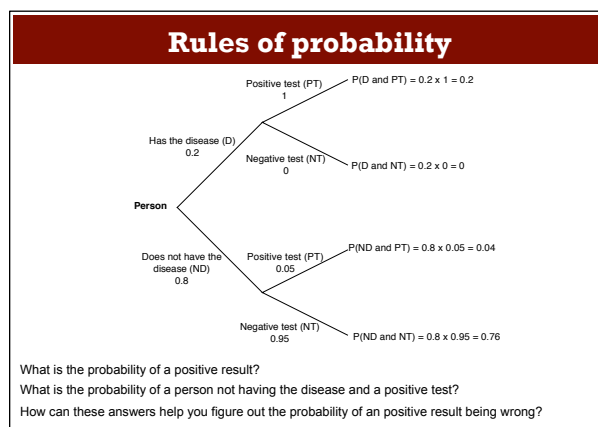 Rules of probability
Positive test (PT)
1
P(D and PT) = 0.2 x 1 = 0.2
Has the disease (D)
0.2
Negative test (NT)
0
P(D and NT) = 0.2 x 0 = 0
Person
Does not have the
disease (ND)
0.8
Positive test (PT)
0.05
P(ND and PT) = 0.8 x 0.05 = 0.04
Negative test (NT)
0.95
P(ND and NT) = 0.8 x 0.95 = 0.76
What is the probability of a positive result?
What is the probability of a person not having the disease and a positive test?
How can these answers help you figure out the probability of an positive result being wrong?